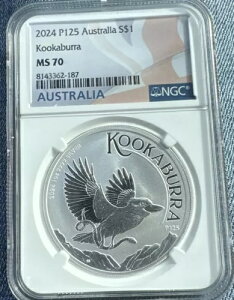 2024 P125 Australia S$1
Kookaburra
MS 70
8143362-187
AUSTRALIA
NGC
KOOKABURRA
P125